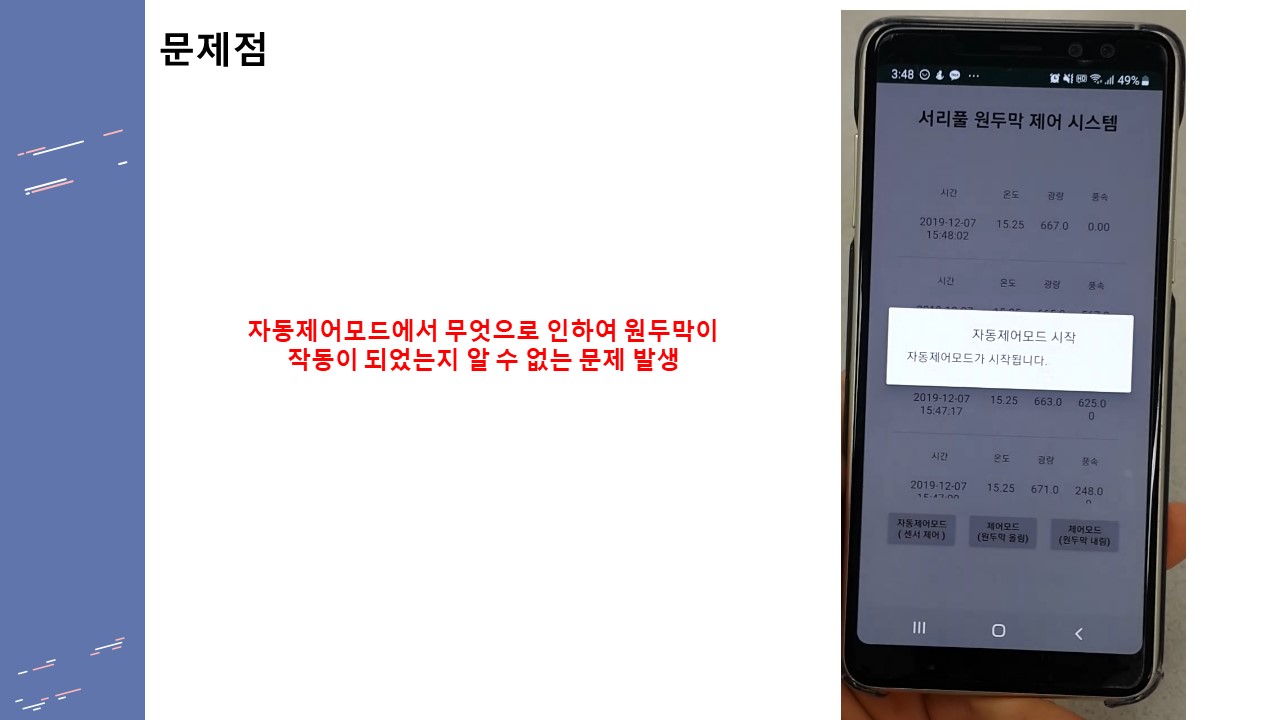 문제점
자동제어모드에서 무엇으로 인하여 원두막이
작동이 되었는지 알 수 없는 문제 발생
3:48
49%
서리풀 원두막 제어 시스템
시간 온도 광량 풍속
2019-12-07 15.25 667.0 0.00
15:48:02
시간 온도 광량 풍속
자동제어모드 시작
자동제어모드가 시작됩니다.
2019-12-07 15.25 663.0 625.0
15:47:17 0
시간 온도 광량 풍속
2019-12-07 15.25 671.0 248.0
자동제어모드 제어모드 제어모드
( 센서 제어 ) (원두막 올림) (원두막 내림)